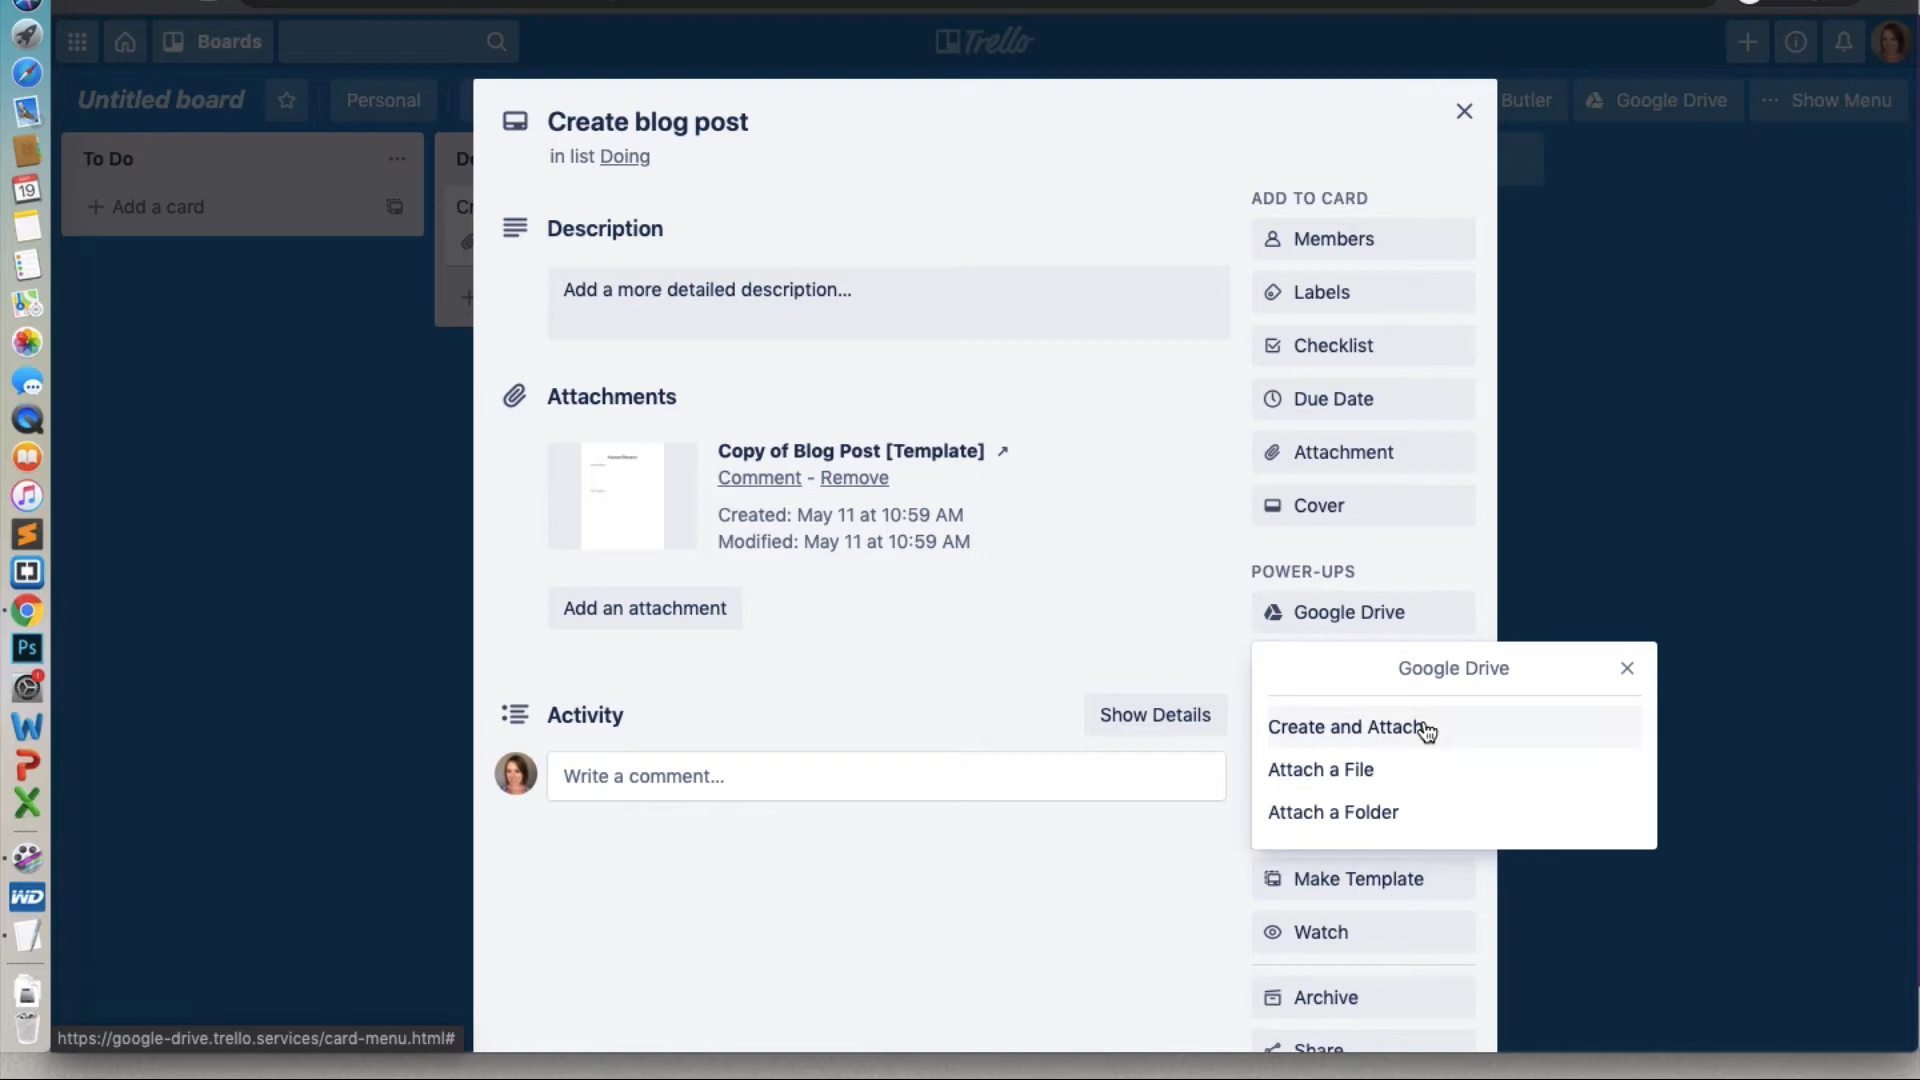 Boards
Trello
Untitled board
Personal
Butler
Google Drive
Show Menu
To Do
Add a card
Create blog post
in list Doing
Description
Add a more detailed description...
Attachments
Copy of Blog Post [Template]
Comment - Remove
Created: May 11 at 10:59 AM
Modified: May 11 at 10:59 AM
Add an attachment
Activity
Show Details
Write a comment...
ADD TO CARD
Members
Labels
Checklist
Due Date
Attachment
Cover
POWER-UPS
Google Drive
Google Drive
Create and Attach
Attach a File
Attach a Folder
Make Template
Watch
Archive
Share
19
Ps
1
W
P
X
WD
https://google-drive.trello.services/card-menu.html#